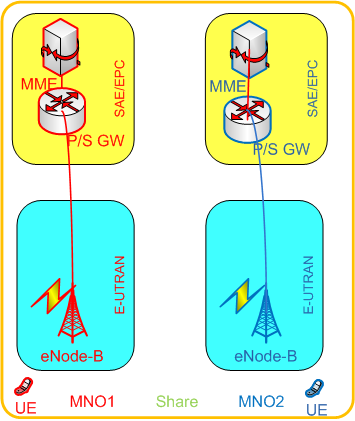 MME
SAE/EPC
P/S GW
MME
SAE/EPC
P/S GW
E-UTRAN
eNode-B
E-UTRAN
eNode-B
UE
MNO1
Share
MNO2
UE